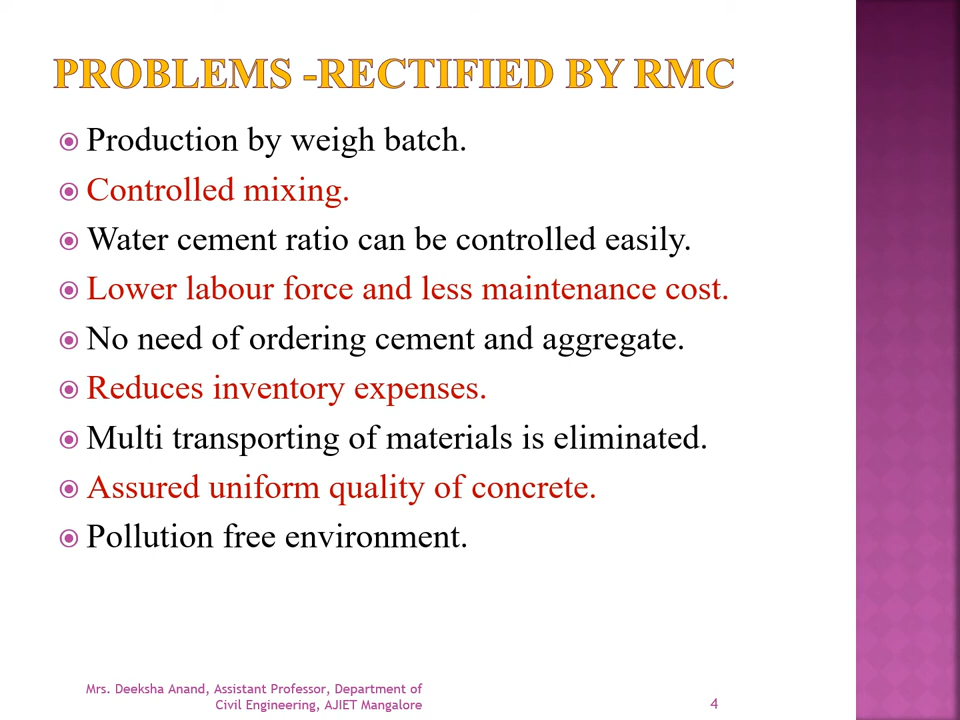 PROBLEMS -RECTIFIED BY RMC
Production by weigh batch.
Controlled mixing.
Water cement ratio can be controlled easily.
Lower labour force and less maintenance cost.
No need of ordering cement and aggregate.
Reduces inventory expenses.
Multi transporting of materials is eliminated.
Assured uniform quality of concrete.
Pollution free environment.
Mrs. Deeksha Anand, Assistant Professor, Department of
Civil Engineering, AJIET Mangalore
4